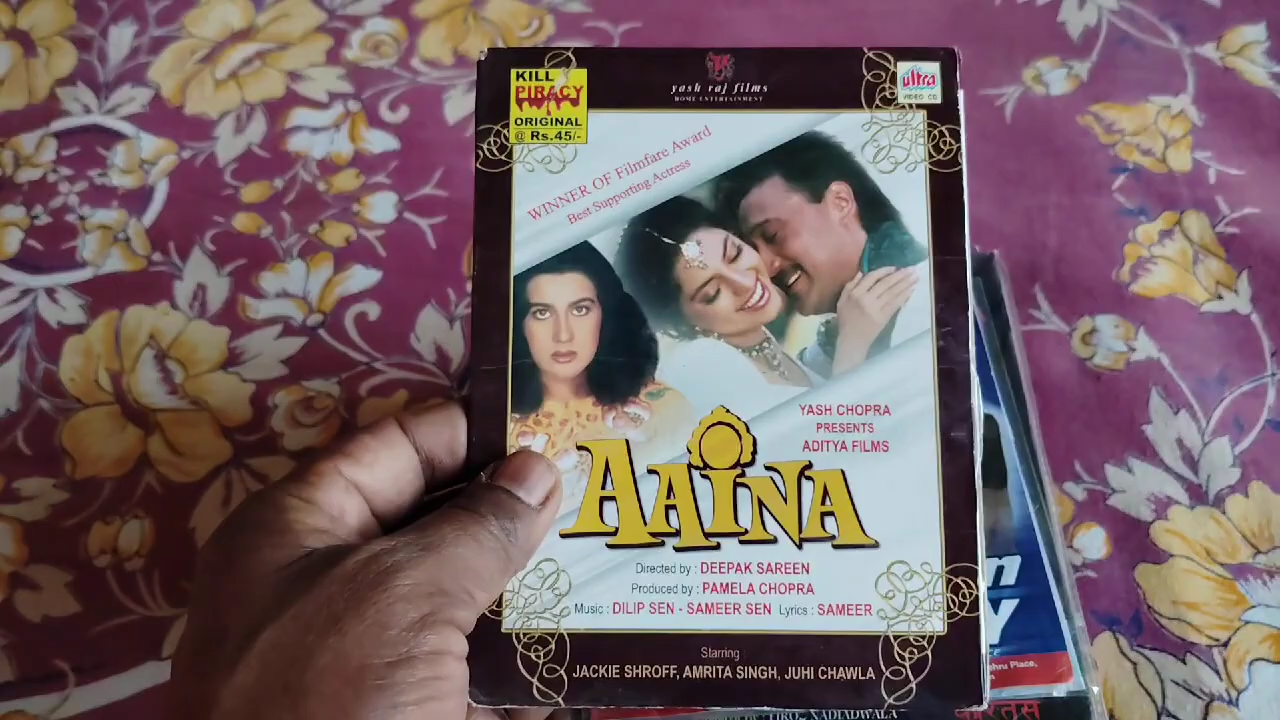 yash raj films
HOME ENTERTAINMENT
KILL
PIRACY
ORIGINAL
@ Rs.45/-
ultra
VIDEO CD
WINNER OF Filmfare Award
Best Supporting Actress
YASH CHOPRA
PRESENTS
ADITYA FILMS
AAINA
Directed by : DEEPAK SAREEN
Produced by : PAMELA CHOPRA
Music : DILIP SEN - SAMEER SEN Lyrics : SAMEER
Starring :
JACKIE SHROFF, AMRITA SINGH, JUHI CHAWLA
Place,
NADIADWALA